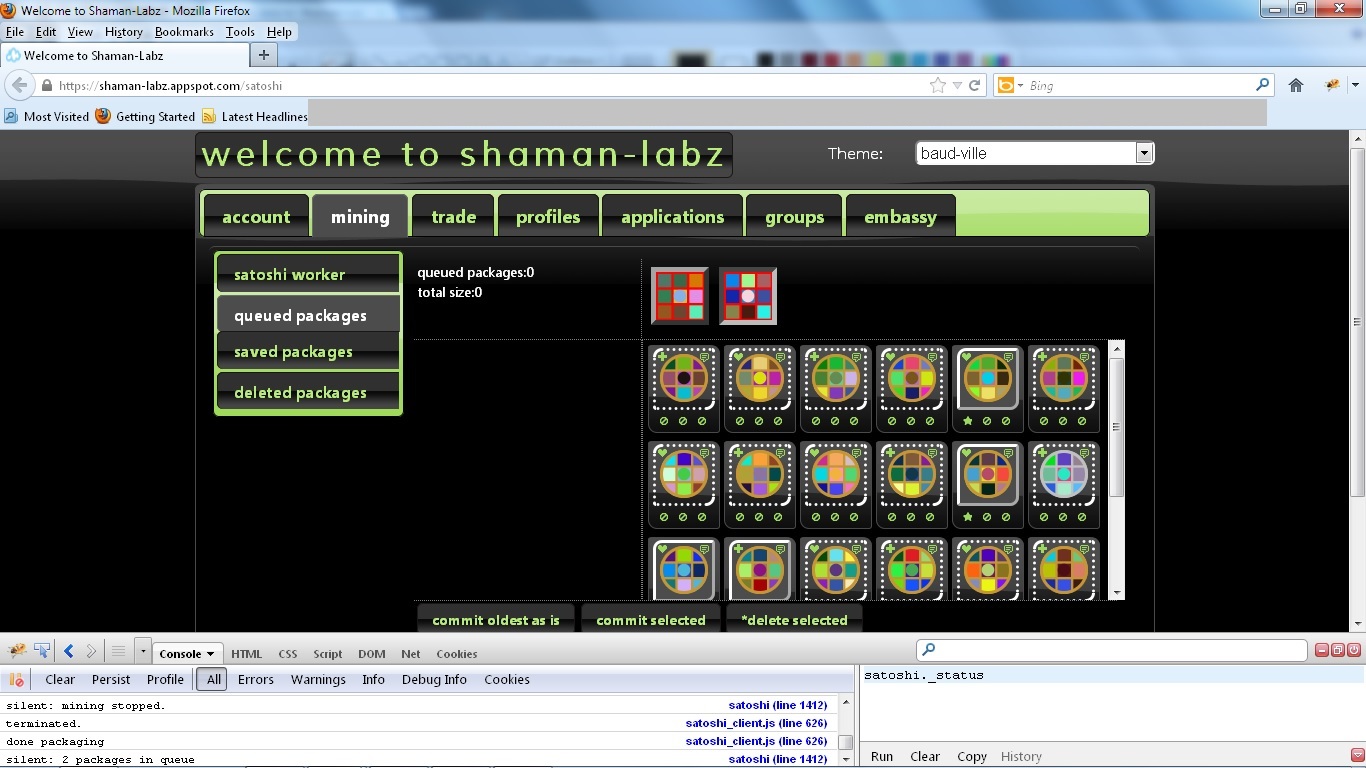 Welcome to Shaman-Labz - Mozilla Firefox
File Edit View History Bookmarks Tools Help
Welcome to Shaman-Labz
https://shaman-labz.appspot.com/satoshi
Bing
Most Visited Getting Started Latest Headlines
welcome to shaman-labz
Theme: baud-ville
account mining trade profiles applications groups embassy
satoshi worker
queued packages
saved packages
deleted packages
queued packages:0
total size:0
commit oldest as is commit selected *delete selected
Console HTML CSS Script DOM Net Cookies
Clear Persist Profile All Errors Warnings Info Debug Info Cookies
silent: mining stopped. satoshi (line 1412)
terminated. satoshi_client.js (line 626)
done packaging satoshi_client.js (line 626)
silent: 2 packages in queue satoshi (line 1412)
satoshi._status
Run Clear Copy History